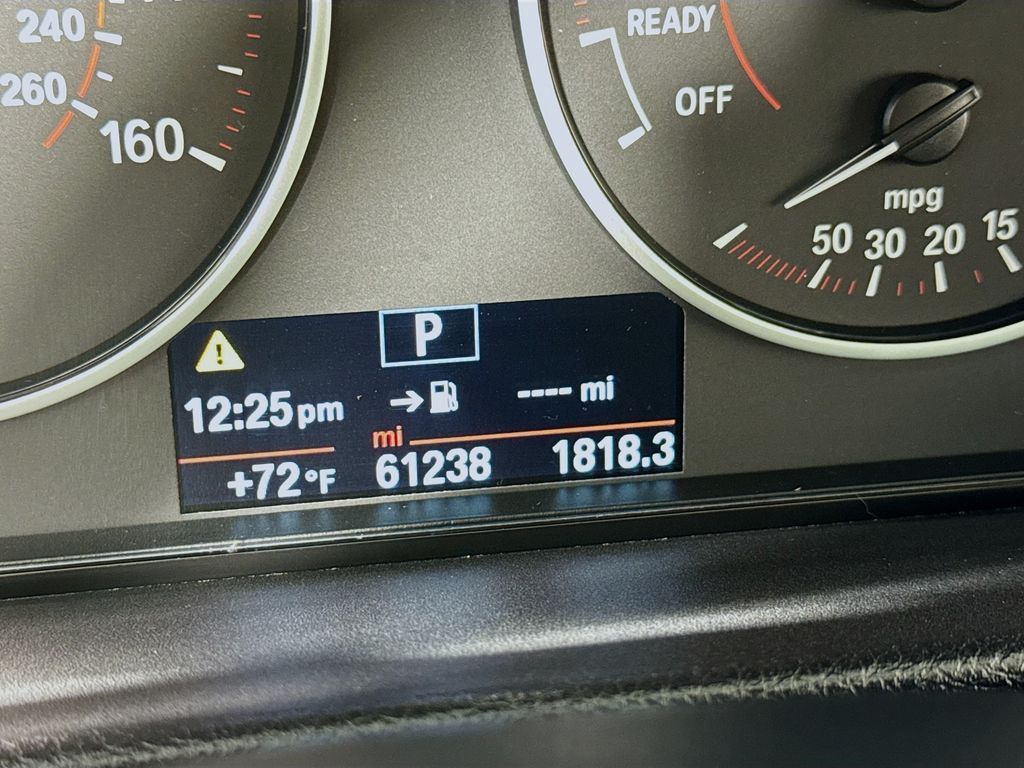 240
260
160
READY
OFF
mpg
50 30 20 15
P
12:25pm
---- mi
mi
+72°F 61238 1818.3